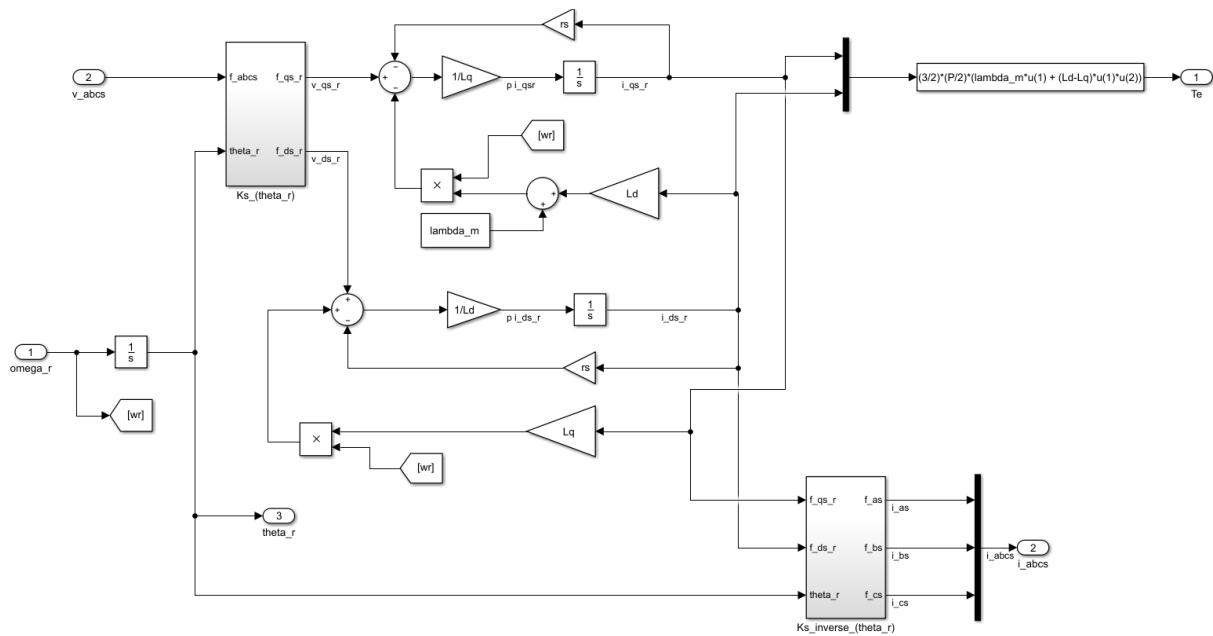 rs
2
v_abcs
f_abcs
f_qs_r
v_qs_r
+
−
−
1/Lq
p i_qsr
1
s
i_qs_r
(3/2)*(P/2)*(lambda_m*u(1) + (Ld-Lq)*u(1)*u(2))
1
Te
theta_r
f_ds_r
v_ds_r
Ks_(theta_r)
[wr]
×
+
+
Ld
lambda_m
+
+
−
1/Ld
p i_ds_r
1
s
i_ds_r
1
omega_r
1
s
rs
[wr]
×
Lq
[wr]
3
theta_r
f_qs_r
f_as
i_as
f_ds_r
f_bs
i_bs
i_abcs
2
i_abcs
theta_r
f_cs
i_cs
Ks_inverse_(theta_r)